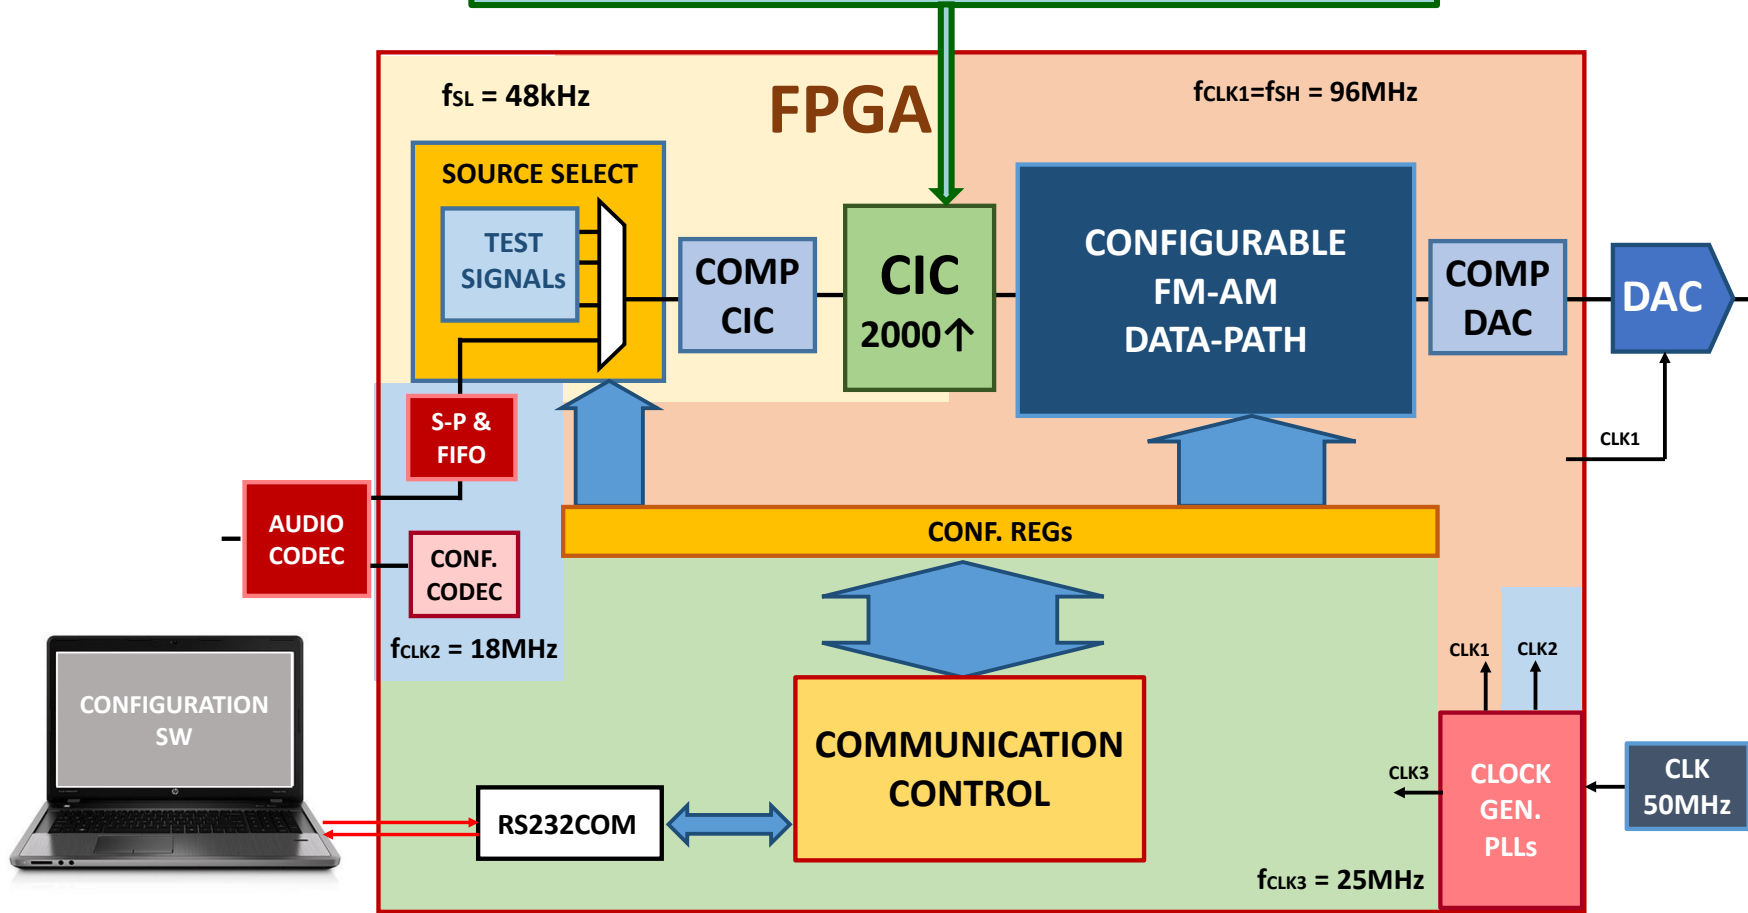 fSL = 48kHz
FPGA
fCLK1=fSH = 96MHz
SOURCE SELECT
TEST
SIGNALs
COMP
CIC
CIC
2000↑
CONFIGURABLE
FM-AM
DATA-PATH
COMP
DAC
DAC
CLK1
S-P &
FIFO
AUDIO
CODEC
CONF.
CODEC
CONF. REGs
fCLK2 = 18MHz
CLK1
CLK2
CONFIGURATION
SW
COMMUNICATION
CONTROL
RS232COM
CLK3
CLOCK
GEN.
PLLs
CLK
50MHz
fCLK3 = 25MHz